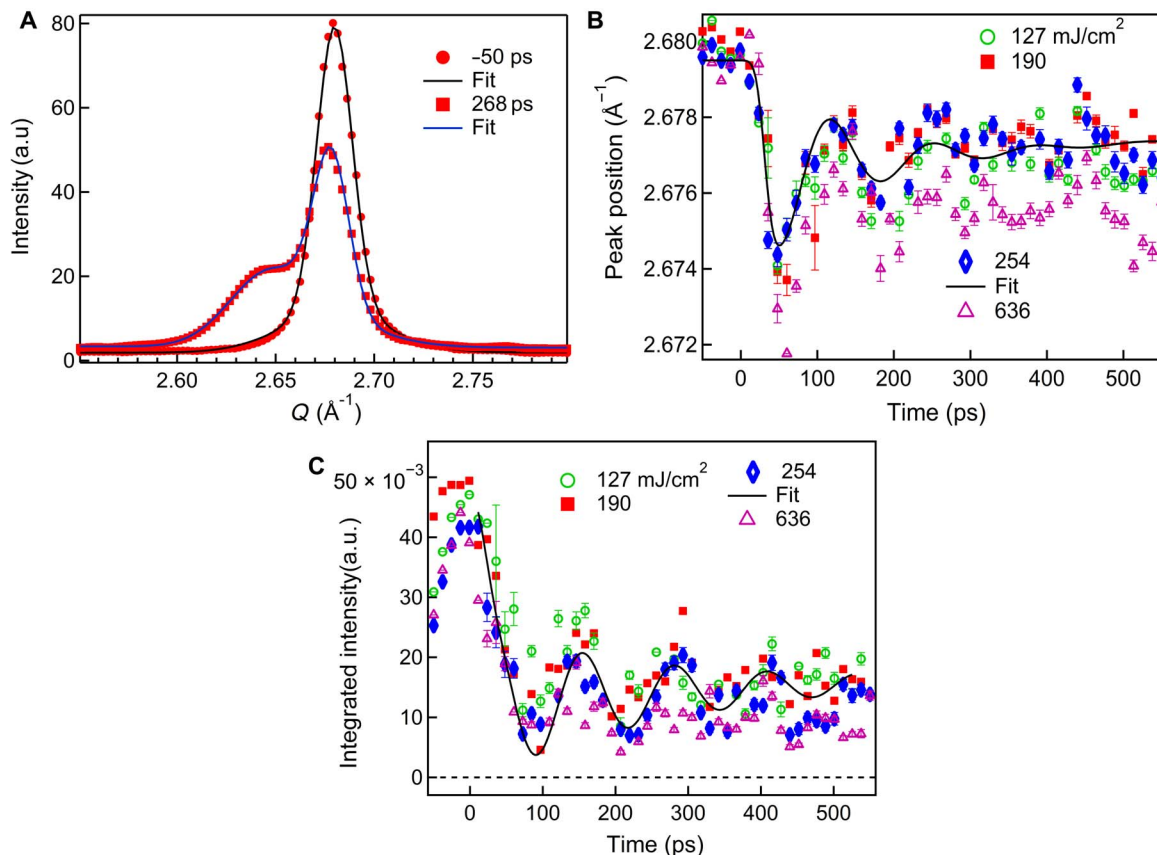 A
80
60
40
20
0
Intensity(a.u)
–50 ps
Fit
268 ps
Fit
2.60
2.65
2.70
2.75
Q (Å⁻¹)
B
2.680
2.678
2.676
2.674
2.672
Peak position (Å⁻¹)
127 mJ/cm²
190
254
Fit
636
0
100
200
300
400
500
Time (ps)
C
50 × 10⁻³
40
30
20
10
0
Integrated intensity(a.u.)
127 mJ/cm²
190
254
Fit
636
0
100
200
300
400
500
Time (ps)